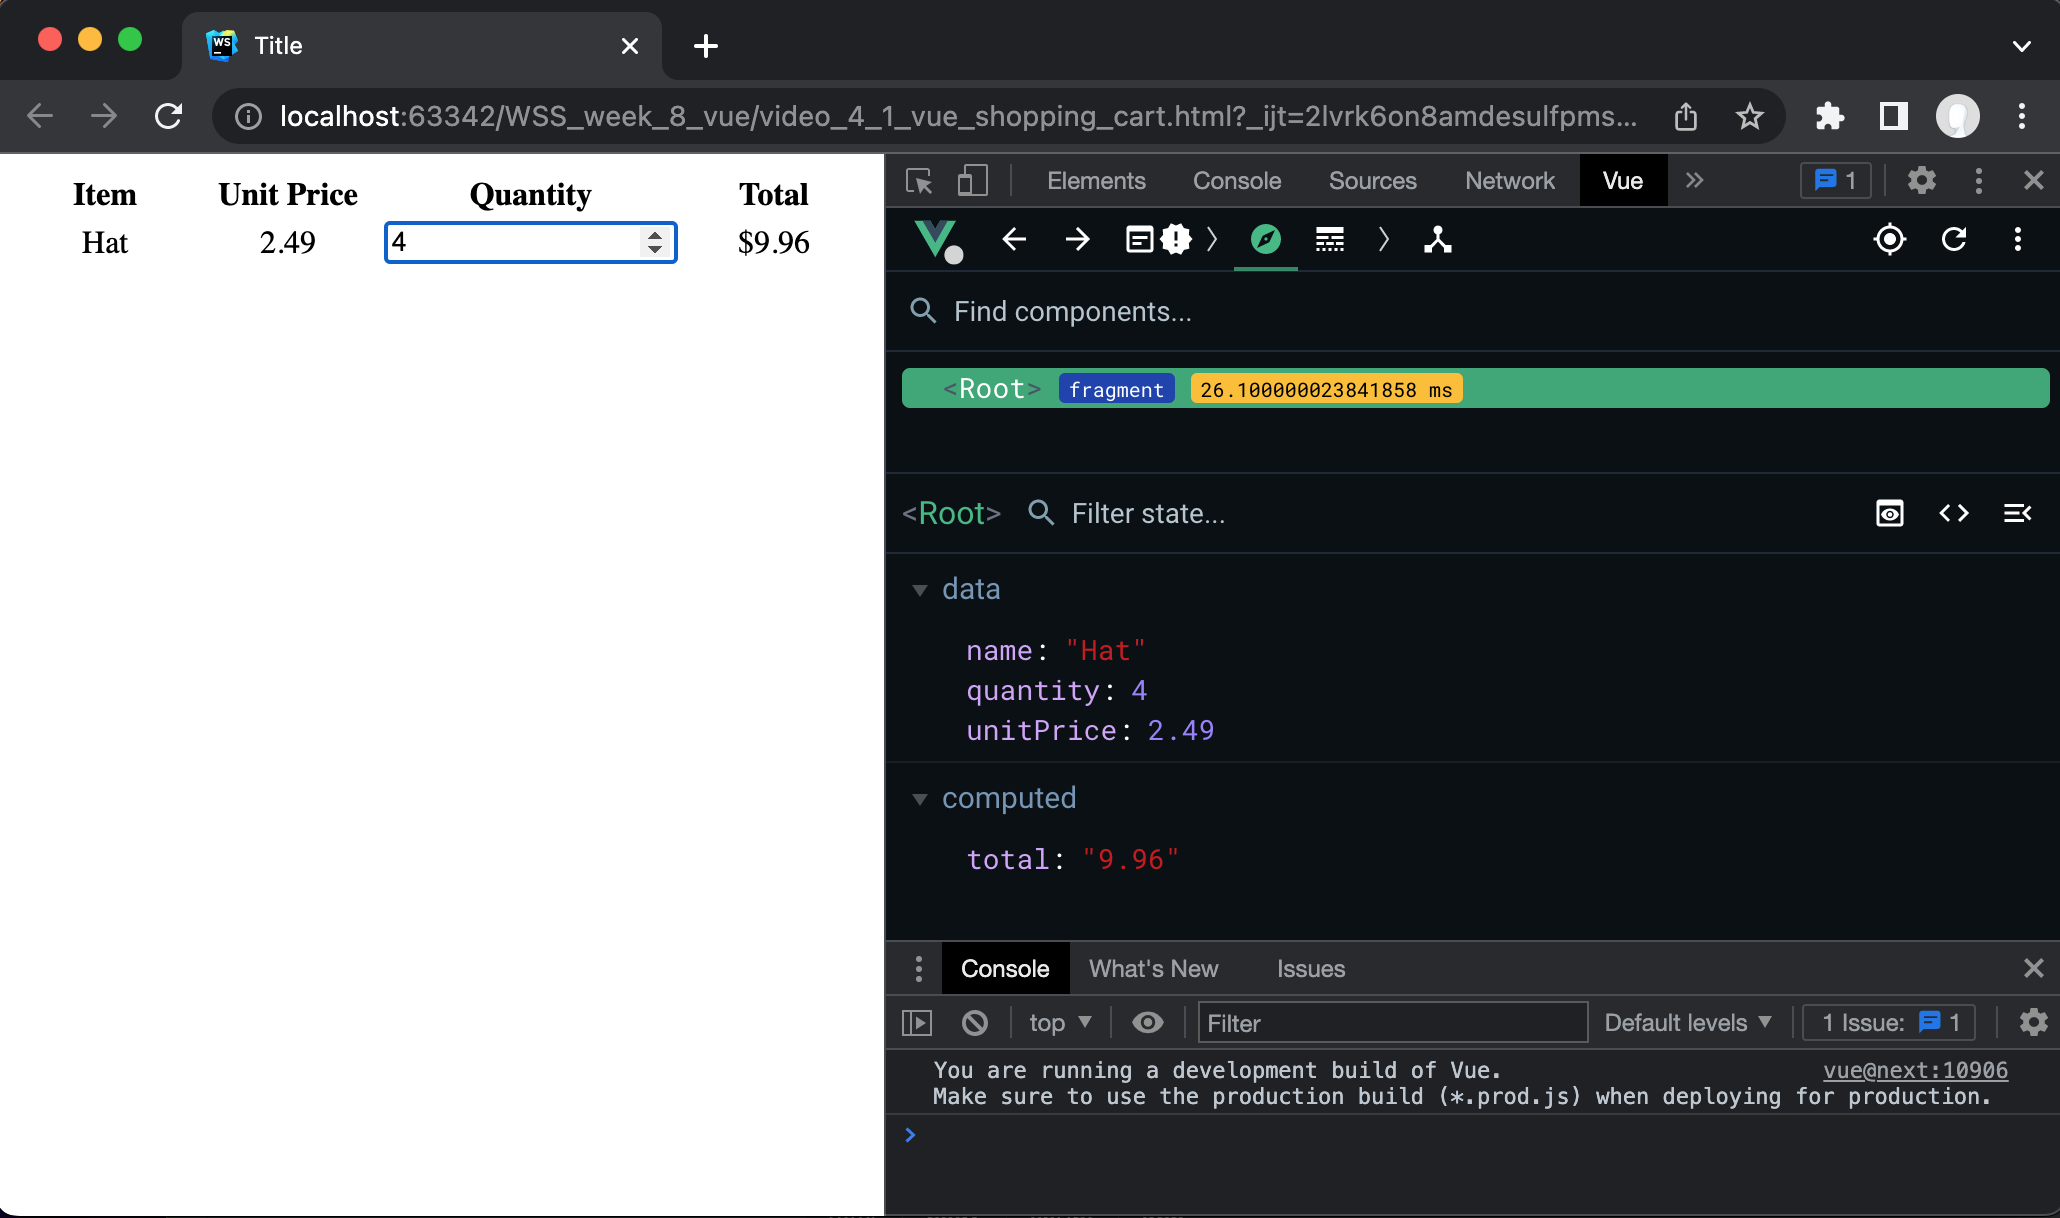 WS Title
localhost:63342/WSS_week_8_vue/video_4_1_vue_shopping_cart.html?_ijt=2lvrk6on8amdesulfpms...
Item Unit Price Quantity Total
Hat 2.49 4 $9.96
Elements Console Sources Network Vue 1
Find components...
<Root> fragment 26.100000023841858 ms
<Root> Filter state...
data
name: "Hat"
quantity: 4
unitPrice: 2.49
computed
total: "9.96"
Console What's New Issues
top Filter Default levels 1 Issue: 1
You are running a development build of Vue. vue@next:10906
Make sure to use the production build (*.prod.js) when deploying for production.